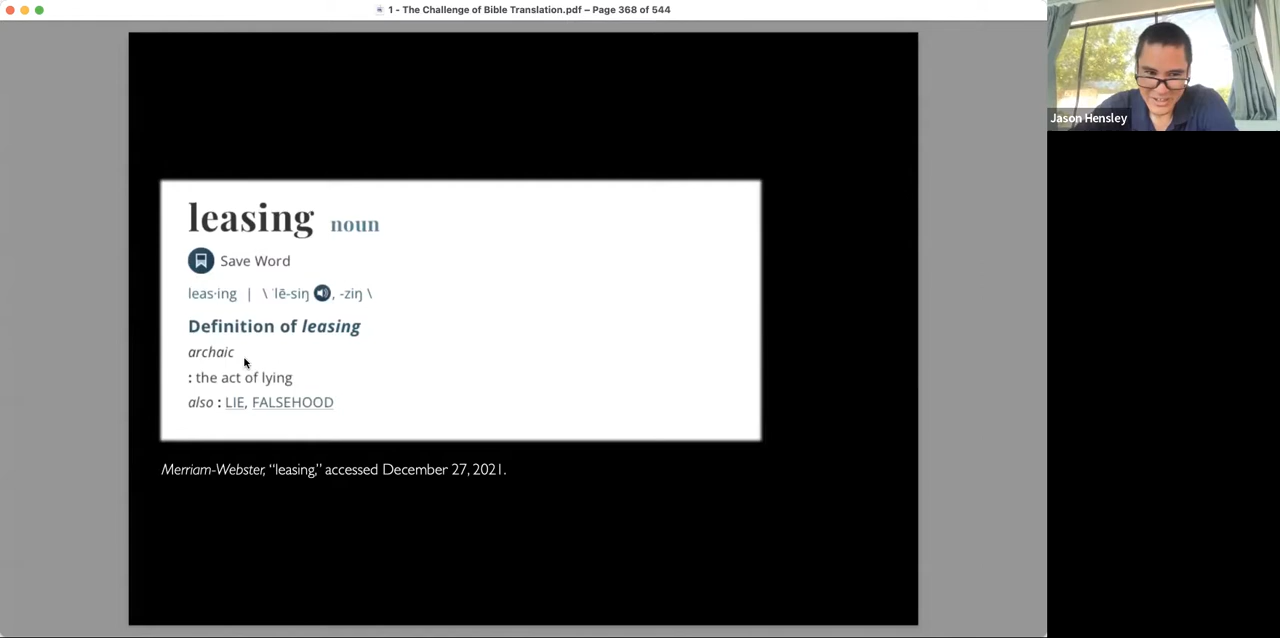 1 - The Challenge of Bible Translation.pdf – Page 368 of 544
Jason Hensley
leasing noun
Save Word
leas·ing | \ ˈlē-siŋ , -ziŋ \
Definition of leasing
archaic
: the act of lying
also : LIE, FALSEHOOD
Merriam-Webster, “leasing,” accessed December 27, 2021.